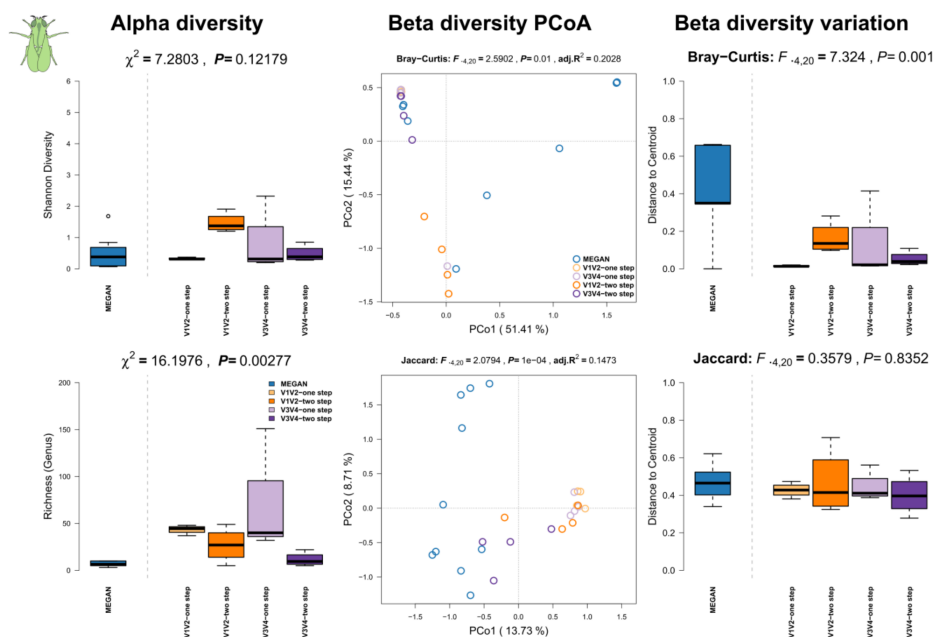 Alpha diversity
Beta diversity PCoA
Beta diversity variation
χ² = 7.2803 , P= 0.12179
Shannon Diversity
6
5
4
3
2
1
0
MEGAN
V1V2−one step
V1V2−two step
V3V4−one step
V3V4−two step
Bray−Curtis: F ·4,20 = 2.5902 , P= 0.01 , adj.R² = 0.2028
PCo2 ( 15.44 %)
0.5
0.0
−0.5
−1.0
−1.5
−0.5 0.0 0.5 1.0 1.5
PCo1 ( 51.41 %)
MEGAN
V1V2−one step
V3V4−one step
V1V2−two step
V3V4−two step
Bray−Curtis: F ·4,20 = 7.324 , P= 0.001
Distance to Centroid
1.0
0.8
0.6
0.4
0.2
0.0
MEGAN
V1V2−one step
V1V2−two step
V3V4−one step
V3V4−two step
χ² = 16.1976 , P= 0.00277
Richness (Genus)
200
150
100
50
0
MEGAN
V1V2−one step
V1V2−two step
V3V4−one step
V3V4−two step
MEGAN
V1V2−one step
V1V2−two step
V3V4−one step
V3V4−two step
Jaccard: F ·4,20 = 2.0794 , P= 1e−04 , adj.R² = 0.1473
PCo2 ( 8.71 %)
1.5
1.0
0.5
0.0
−0.5
−1.0
−1.5 −1.0 −0.5 0.0 0.5 1.0 1.5
PCo1 ( 13.73 %)
Jaccard: F ·4,20 = 0.3579 , P= 0.8352
Distance to Centroid
1.0
0.8
0.6
0.4
0.2
0.0
MEGAN
V1V2−one step
V1V2−two step
V3V4−one step
V3V4−two step